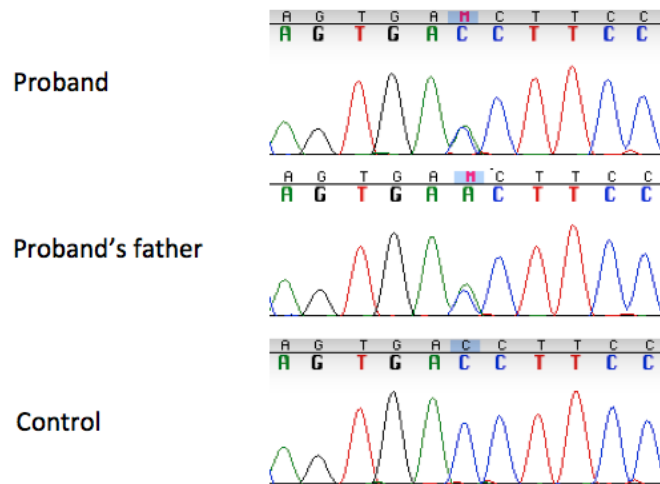 A G T G A M C T T C C
A G T G A C C T T C C
Proband
A G T G A M C T T C C
A G T G A A C T T C C
Proband's father
A G T G A C C T T C C
A G T G A C C T T C C
Control